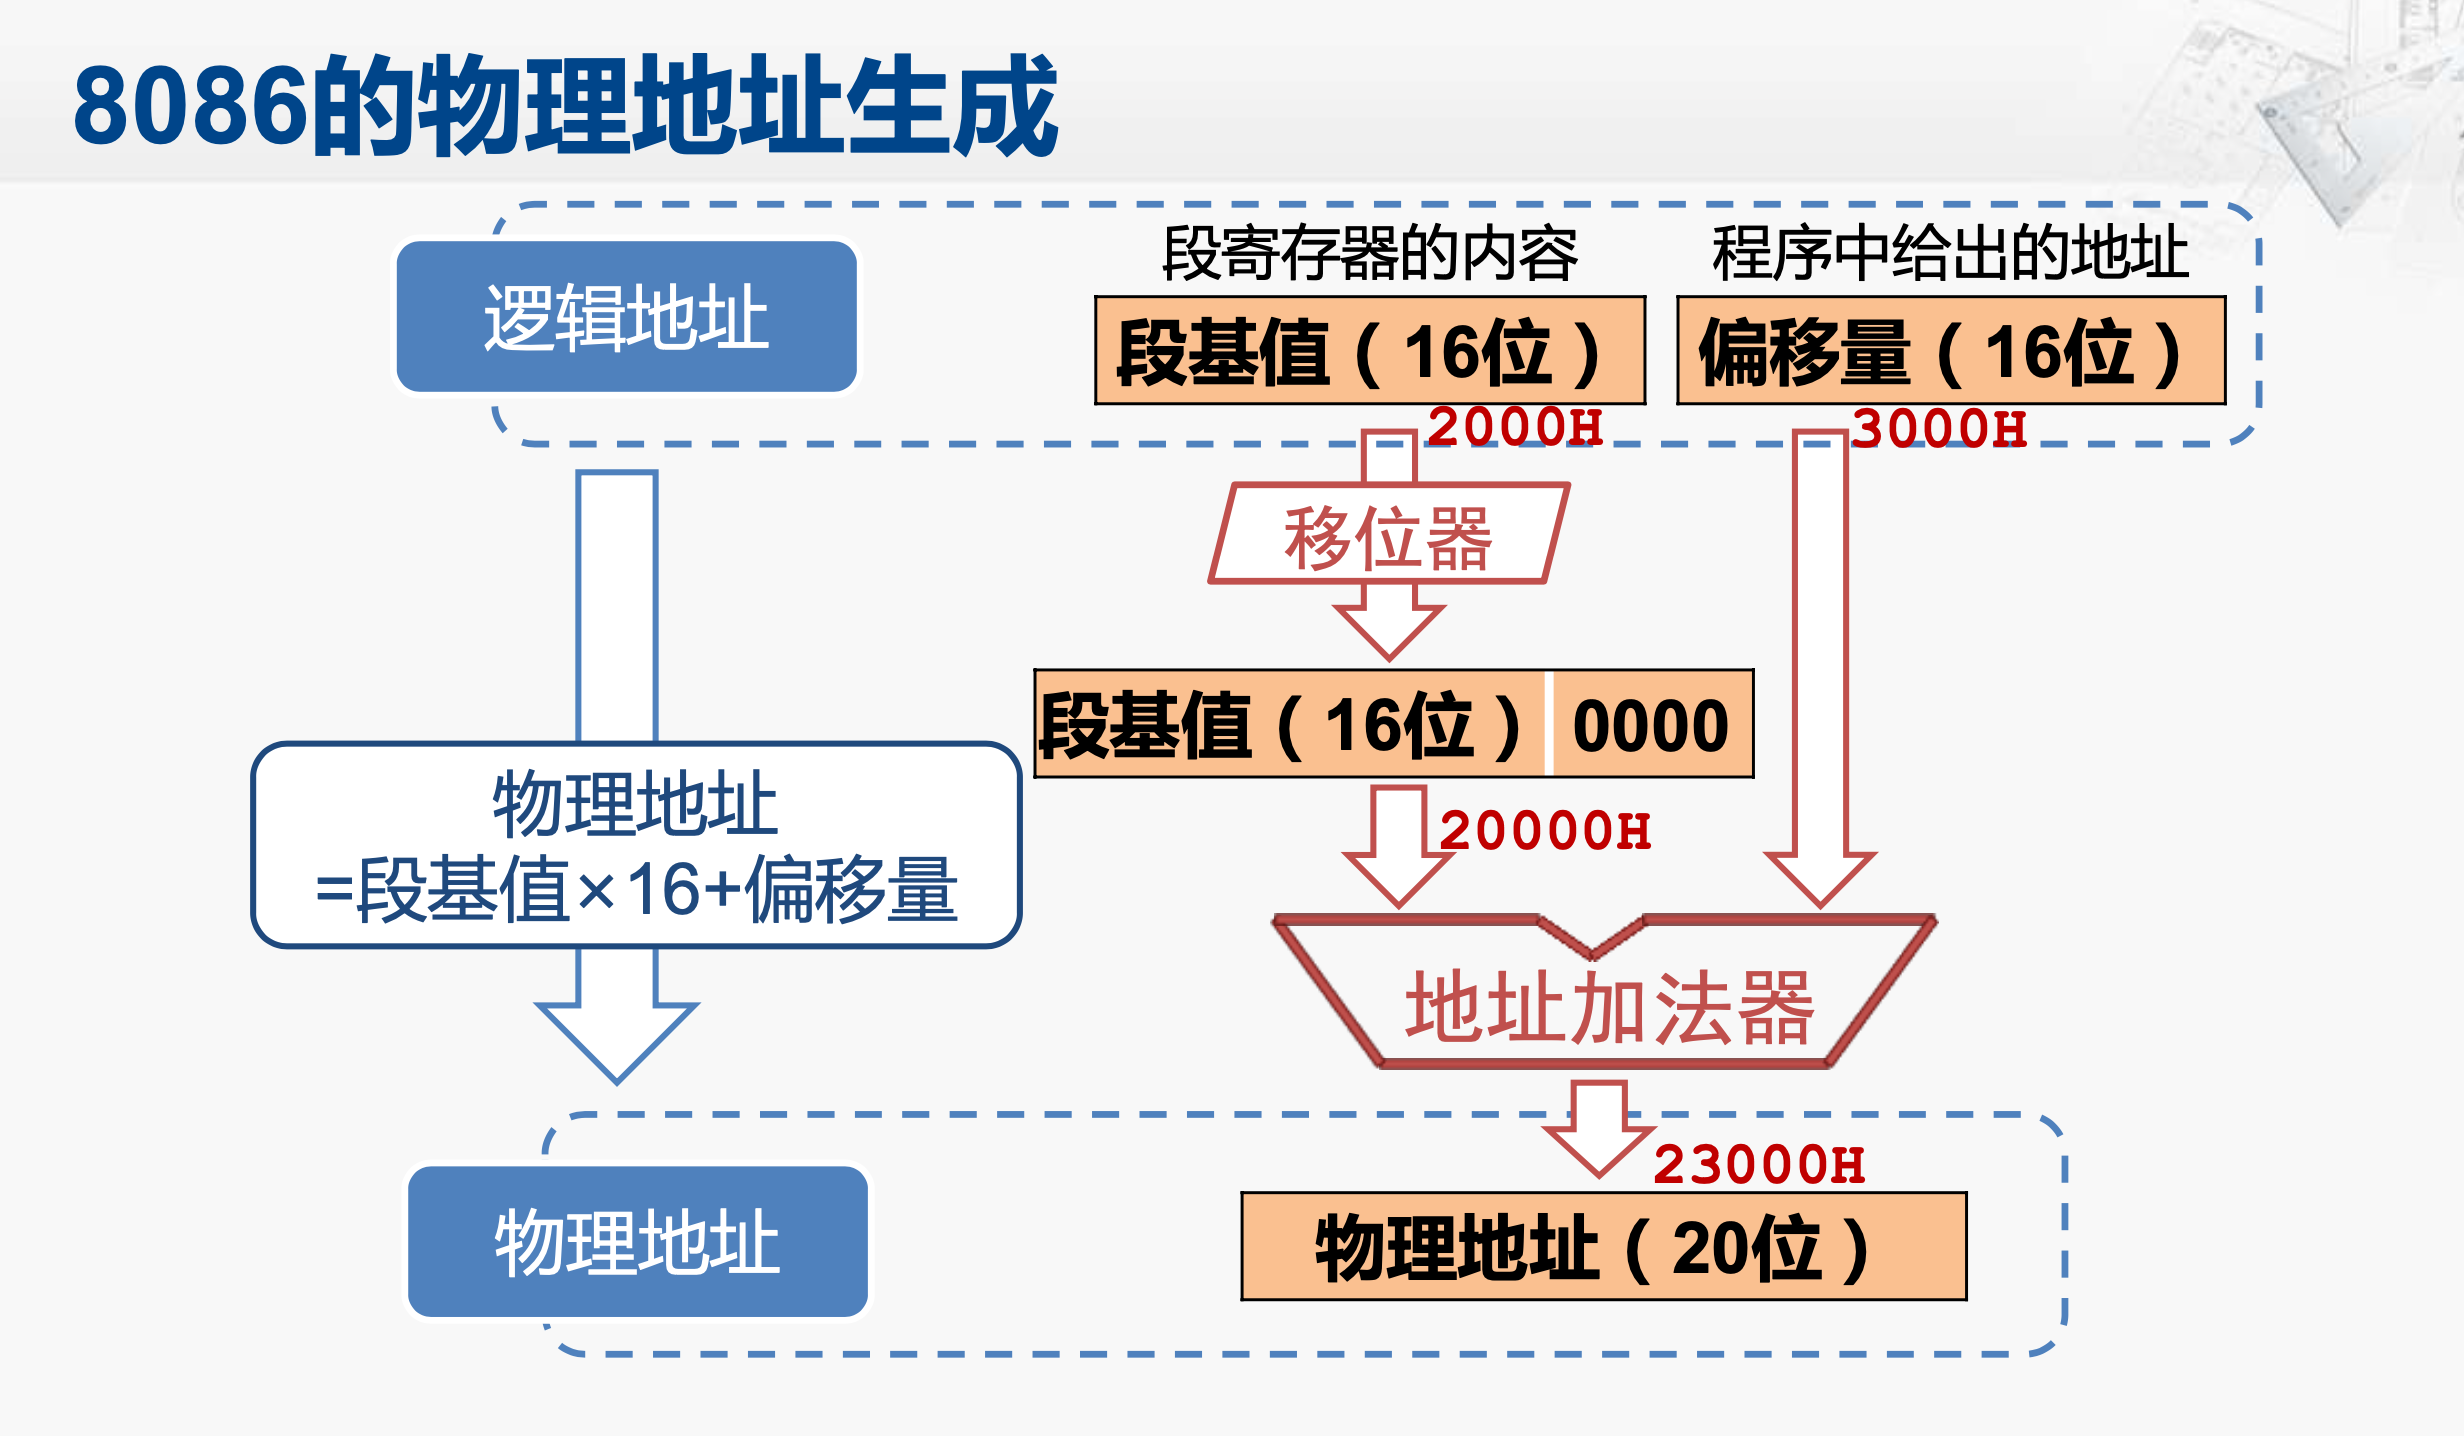 8086的物理地址生成
段寄存器的内容
程序中给出的地址
逻辑地址
段基值（16位）
偏移量（16位）
2000H
3000H
移位器
段基值（16位） 0000
物理地址
=段基值×16+偏移量
20000H
地址加法器
23000H
物理地址
物理地址（20位）